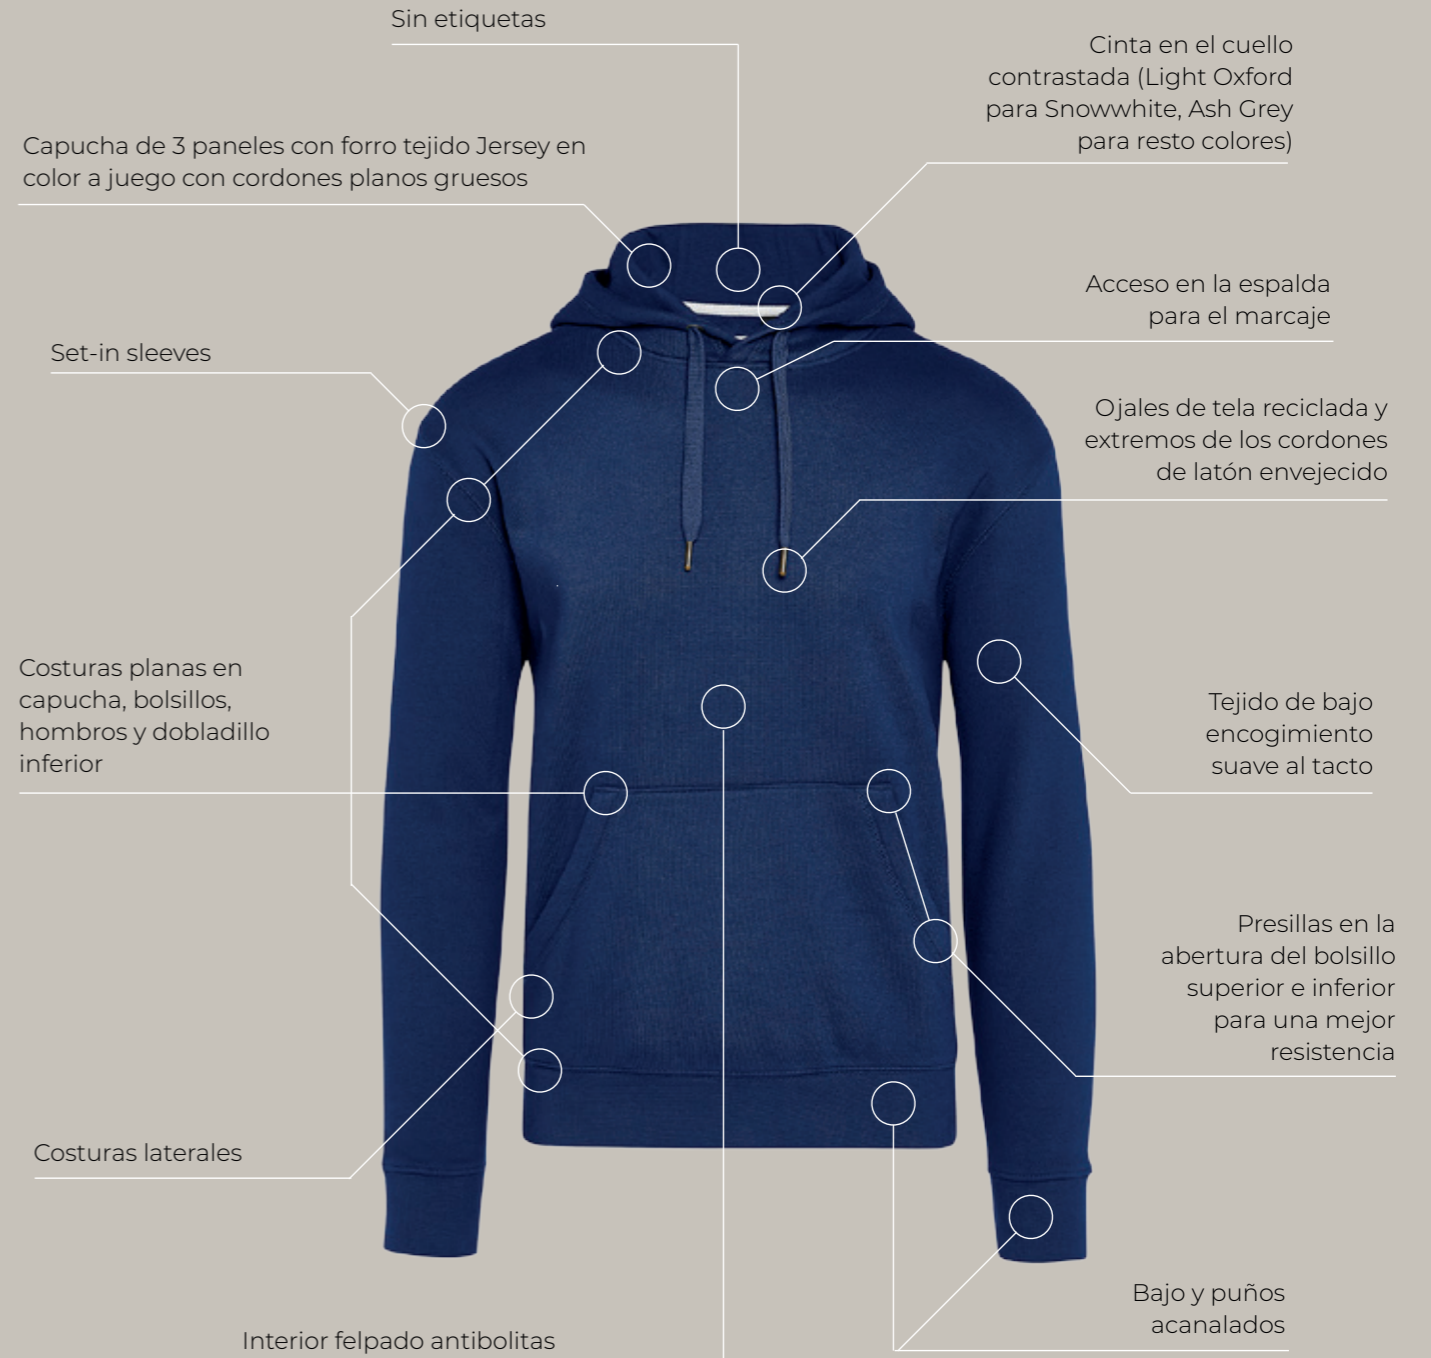 Sin etiquetas
Cinta en el cuello
contrastada (Light Oxford
para Snowwhite, Ash Grey
para resto colores)
Capucha de 3 paneles con forro tejido Jersey en
color a juego con cordones planos gruesos
Acceso en la espalda
para el marcaje
Set-in sleeves
Ojales de tela reciclada y
extremos de los cordones
de latón envejecido
Costuras planas en
capucha, bolsillos,
hombros y dobladillo
inferior
Tejido de bajo
encogimiento
suave al tacto
Presillas en la
abertura del bolsillo
superior e inferior
para una mejor
resistencia
Costuras laterales
Bajo y puños
acanalados
Interior felpado antibolitas